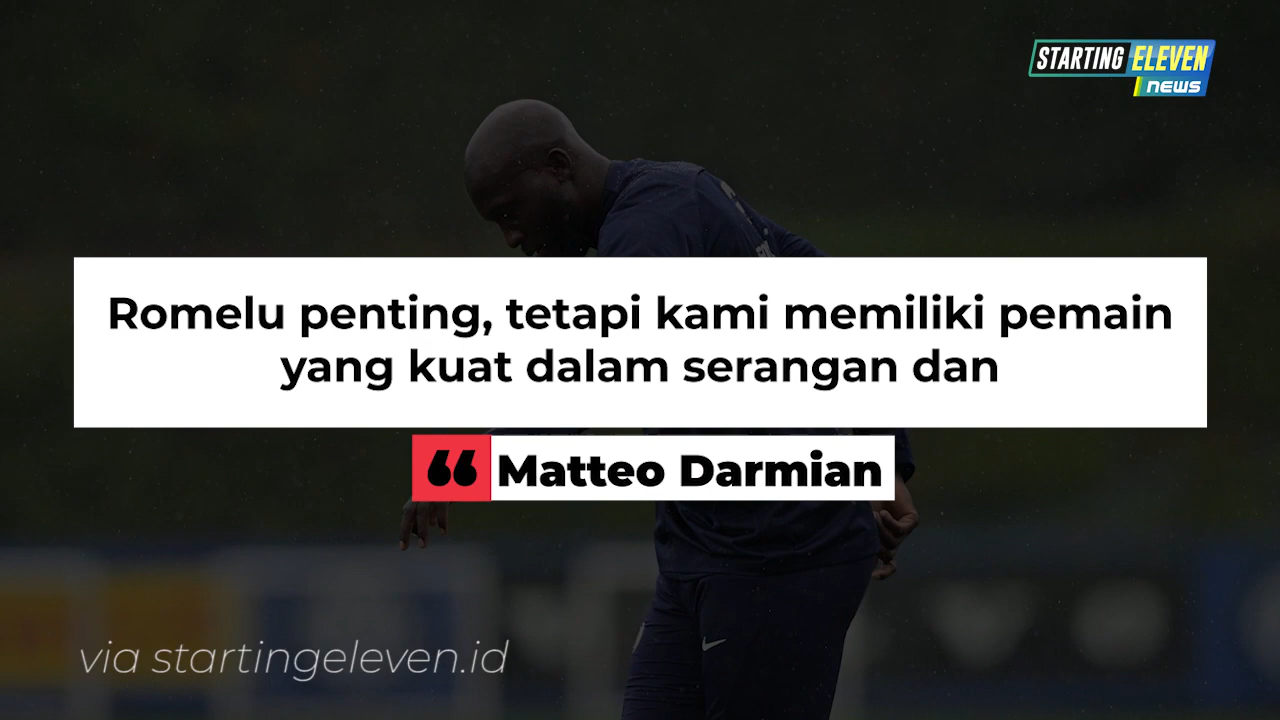 STARTING ELEVEN
news
Romelu penting, tetapi kami memiliki pemain
yang kuat dalam serangan dan
Matteo Darmian
via startingeleven.id